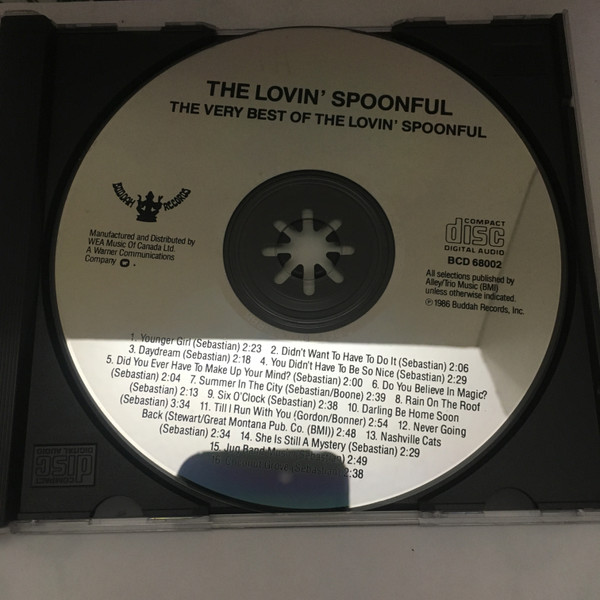 THE LOVIN' SPOONFUL
THE VERY BEST OF THE LOVIN' SPOONFUL
BUDDAH RECORDS
Manufactured and Distributed by
WEA Music Of Canada Ltd.
A Warner Communications
Company
COMPACT
disc
DIGITAL AUDIO
BCD 68002
All selections published by
Alley/Trio Music (BMI)
unless otherwise indicated.
℗ 1986 Buddah Records, Inc.
1. Younger Girl (Sebastian) 2:23 2. Didn't Want To Have To Do It (Sebastian) 2:06
3. Daydream (Sebastian) 2:18 4. You Didn't Have To Be So Nice (Sebastian) 2:29
5. Did You Ever Have To Make Up Your Mind? (Sebastian) 2:00 6. Do You Believe In Magic?
(Sebastian) 2:04 7. Summer In The City (Sebastian/Boone) 2:39 8. Rain On The Roof
(Sebastian) 2:13 9. Six O'Clock (Sebastian) 2:38 10. Darling Be Home Soon
(Sebastian) 3:34 11. Till I Run With You (Gordon/Bonner) 2:54 12. Never Going
Back (Stewart/Great Montana Pub. Co. (BMI)) 2:48 13. Nashville Cats
(Sebastian) 2:34 14. She Is Still A Mystery (Sebastian) 2:29
15. Jug Band 2:49
16. 2:38
COMPACT
disc
DIGITAL AUDIO